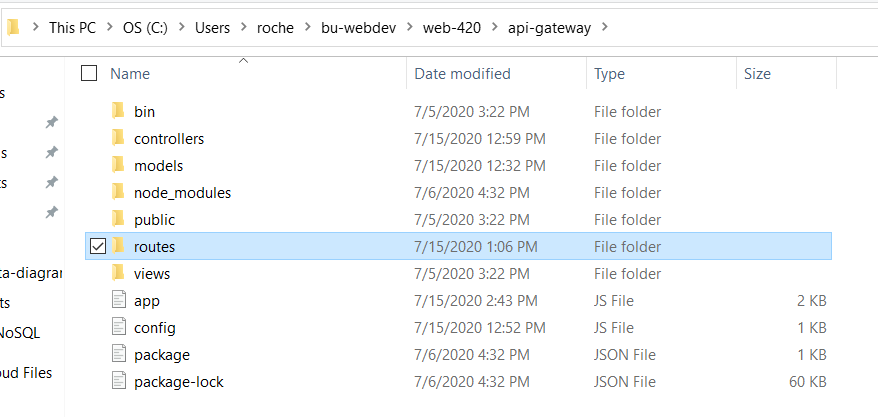 This PC > OS (C:) > Users > roche > bu-webdev > web-420 > api-gateway >
Name Date modified Type Size
s
bin 7/5/2020 3:22 PM File folder
controllers 7/15/2020 12:59 PM File folder
s models 7/15/2020 12:32 PM File folder
ts node_modules 7/6/2020 4:32 PM File folder
public 7/5/2020 3:22 PM File folder
routes 7/15/2020 1:06 PM File folder
ta-diagram views 7/5/2020 3:22 PM File folder
ts app 7/15/2020 2:43 PM JS File 2 KB
NoSQL config 7/15/2020 12:52 PM JS File 1 KB
package 7/6/2020 4:32 PM JSON File 1 KB
oud Files package-lock 7/6/2020 4:32 PM JSON File 60 KB